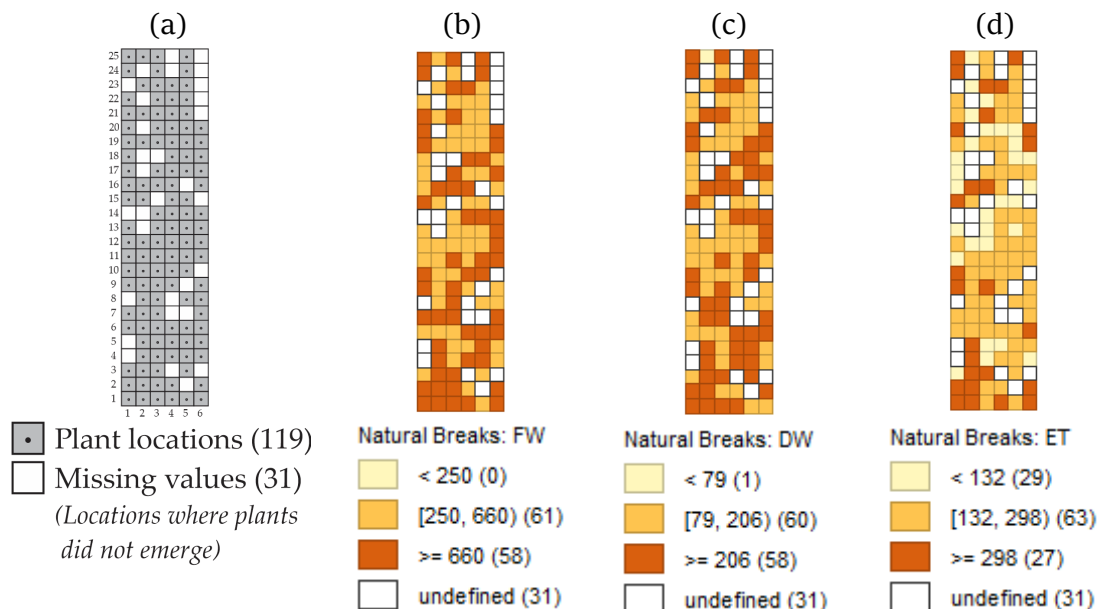 (a)
(b)
(c)
(d)
25
24
23
22
21
20
19
18
17
16
15
14
13
12
11
10
9
8
7
6
5
4
3
2
1
1 2 3 4 5 6
Plant locations (119)
Missing values (31)
(Locations where plants
did not emerge)
Natural Breaks: FW
< 250 (0)
[250, 660) (61)
>= 660 (58)
undefined (31)
Natural Breaks: DW
< 79 (1)
[79, 206) (60)
>= 206 (58)
undefined (31)
Natural Breaks: ET
< 132 (29)
[132, 298) (63)
>= 298 (27)
undefined (31)